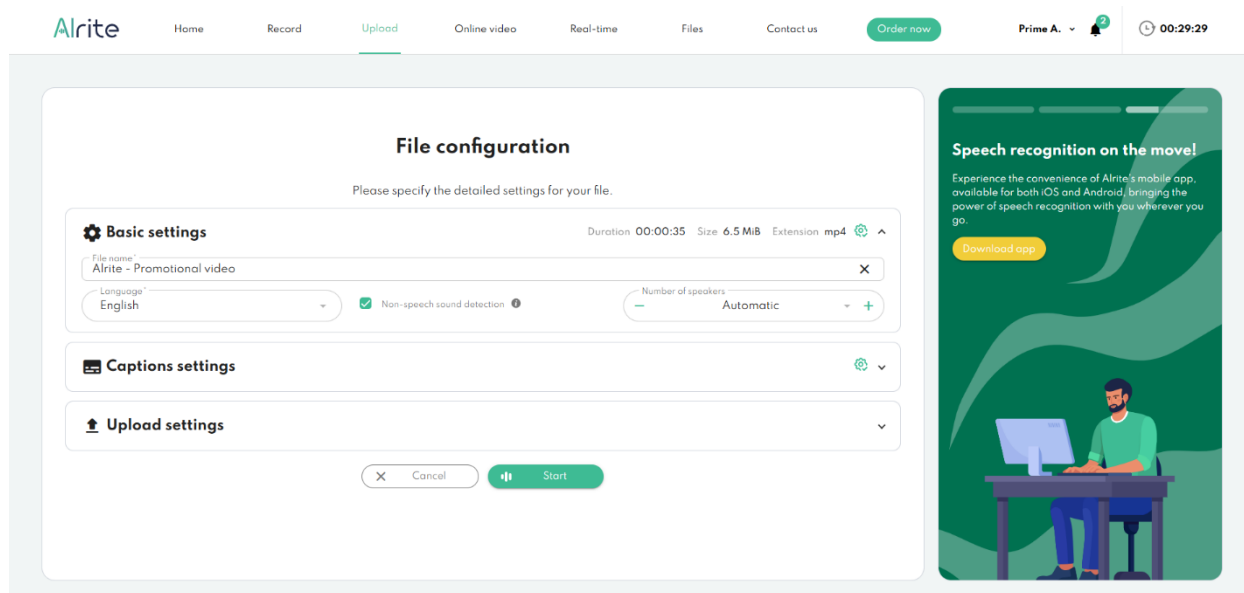 Alrite
Home Record Upload Online video Real-time Files Contact us Order now Prime A. 2 00:29:29
File configuration
Please specify the detailed settings for your file.
Basic settings Duration 00:00:35 Size 6.5 MiB Extension mp4
File name*
Alrite - Promotional video
Language* Number of speakers
English Non-speech sound detection Automatic
Captions settings
Upload settings
Cancel Start
Speech recognition on the move!
Experience the convenience of Alrite's mobile app,
available for both iOS and Android, bringing the
power of speech recognition with you wherever you
go.
Download app